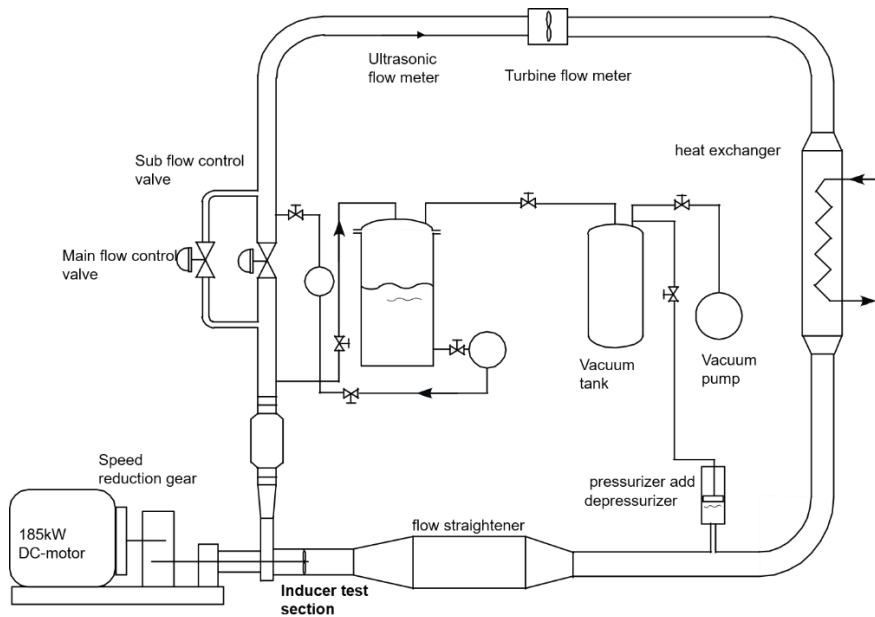 Ultrasonic
flow meter
Turbine flow meter
Sub flow control
valve
heat exchanger
Main flow control
valve
Vacuum
tank
Vacuum
pump
Speed
reduction gear
pressurizer add
depressurizer
185kW
DC-motor
flow straightener
Inducer test
section